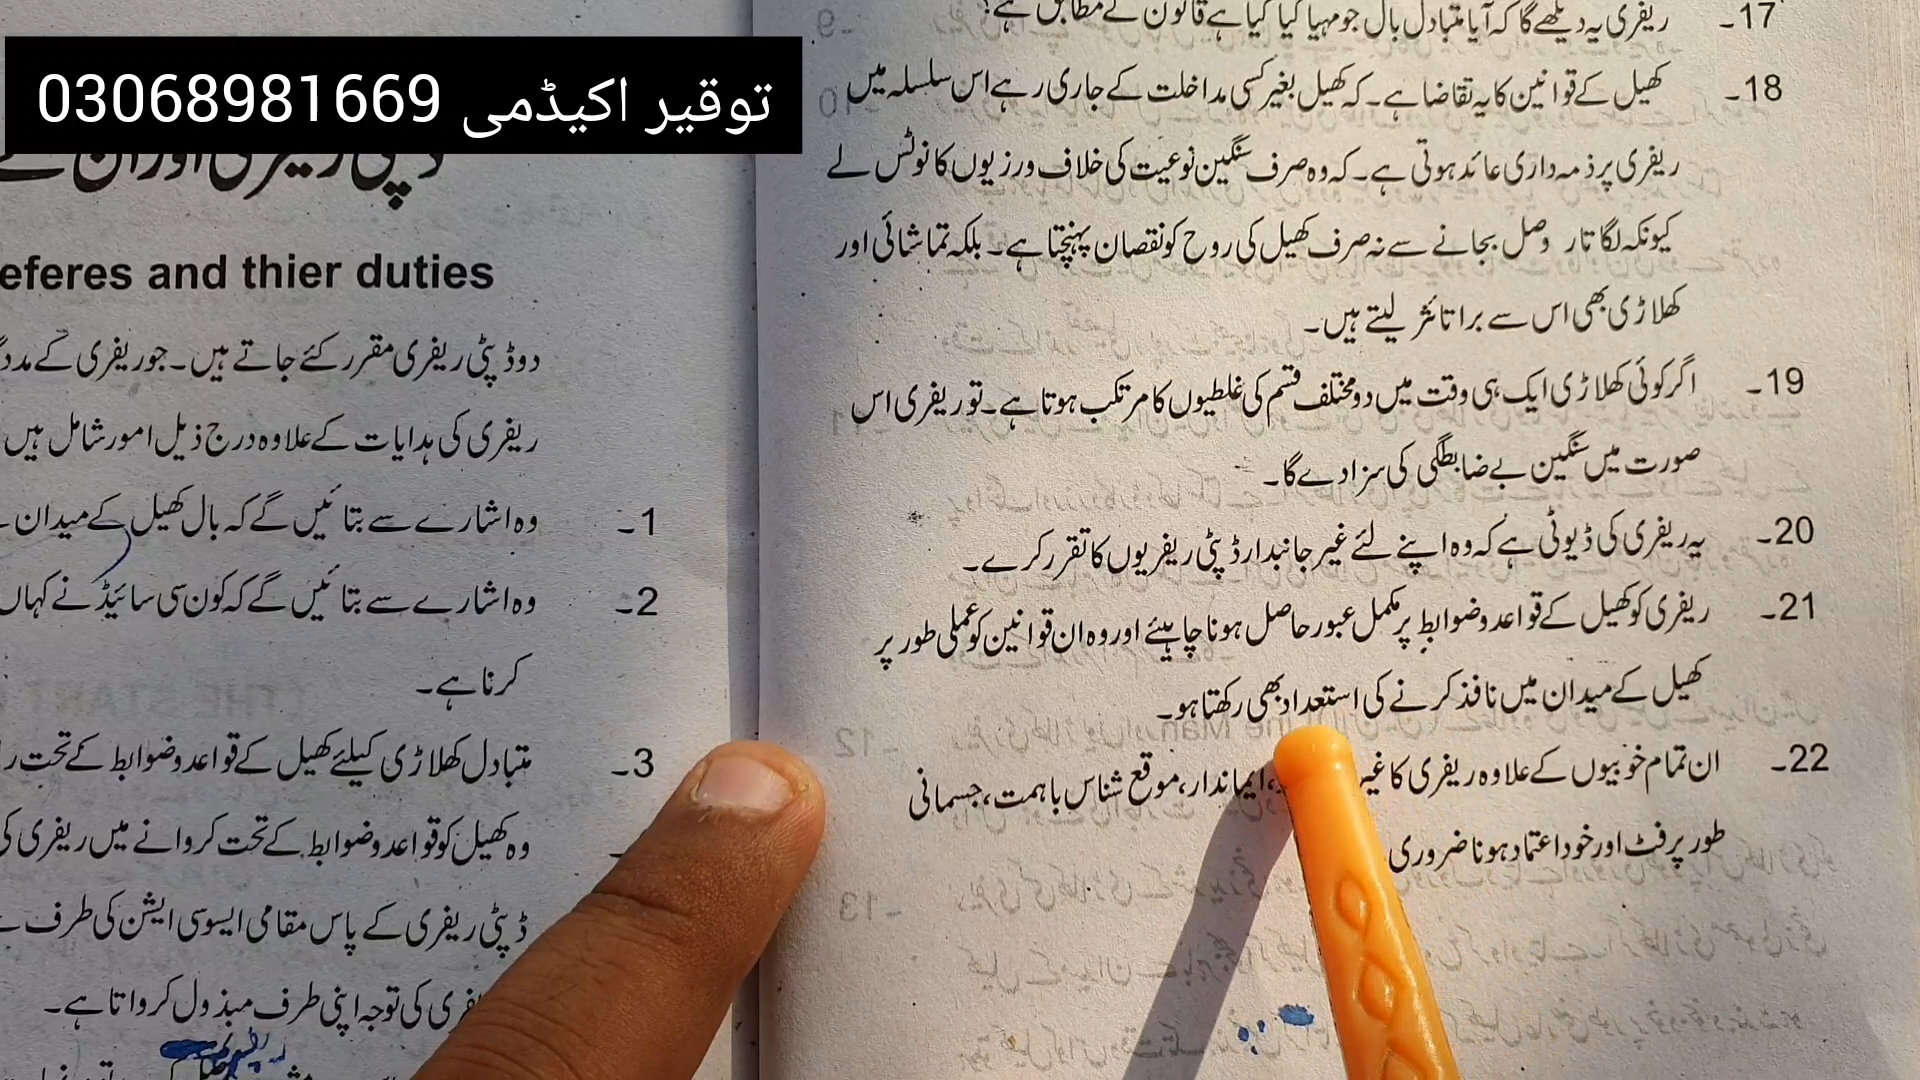 توقیر اکیڈمی 03068981669
17۔ ریفری یہ دیکھے گا کہ آیا متبادل بال جو مہیا کیا گیا ہے قانون کے مطابق ہے؟
18۔ کھیل کے قوانین کا یہ تقاضا ہے۔ کہ کھیل بغیر کسی مداخلت کے جاری رہے اس سلسلہ میں
ریفری پر ذمہ داری عائد ہوتی ہے۔ کہ وہ صرف سنگین نوعیت کی خلاف ورزیوں کا نوٹس لے
کیونکہ لگاتار وصل بجانے سے نہ صرف کھیل کی روح کو نقصان پہنچتا ہے۔ بلکہ تماشائی اور
کھلاڑی بھی اس سے برا تائثر لیتے ہیں۔
19۔ اگر کوئی کھلاڑی ایک ہی وقت میں دو مختلف قسم کی غلطیوں کا مرتکب ہوتا ہے۔ تو ریفری اس
صورت میں سنگین بے ضابطگی کی سزا دے گا۔
20۔ یہ ریفری کی ڈیوٹی ہے کہ وہ اپنے لئے غیر جانبدار ڈپٹی ریفریوں کا تقرر کرے۔
21۔ ریفری کو کھیل کے قواعد و ضوابط پر مکمل عبور حاصل ہونا چاہیئے اور وہ ان قوانین کو عملی طور پر
کھیل کے میدان میں نافذ کرنے کی استعداد بھی رکھتا ہو۔
22۔ ان تمام خوبیوں کے علاوہ ریفری کا غیر ،ایماندار، موقع شناس باہمت، جسمانی
طور پر فٹ اور خود اعتماد ہونا ضروری
ڈپٹی ریفری اور ان کے
eferes and thier duties
دو ڈپٹی ریفری مقرر کئے جاتے ہیں۔ جو ریفری کے
ریفری کی ہدایات کے علاوہ درج ذیل امور شامل ہیں
1۔ وہ اشارے سے بتائیں گے کہ بال کھیل کے میدان
2۔ وہ اشارے سے بتائیں گے کہ کون سی سائیڈ نے کہاں
کرنا ہے۔
3۔ متبادل کھلاڑی کیلئے کھیل کے قواعد و ضوابط کے تحت
وہ کھیل کو قواعد و ضوابط کے تحت کروانے میں ریفری کی
ڈپٹی ریفری کے پاس مقامی ایسوسی ایشن کی طرف
کی توجہ اپنی طرف مبذول کرواتا ہے۔